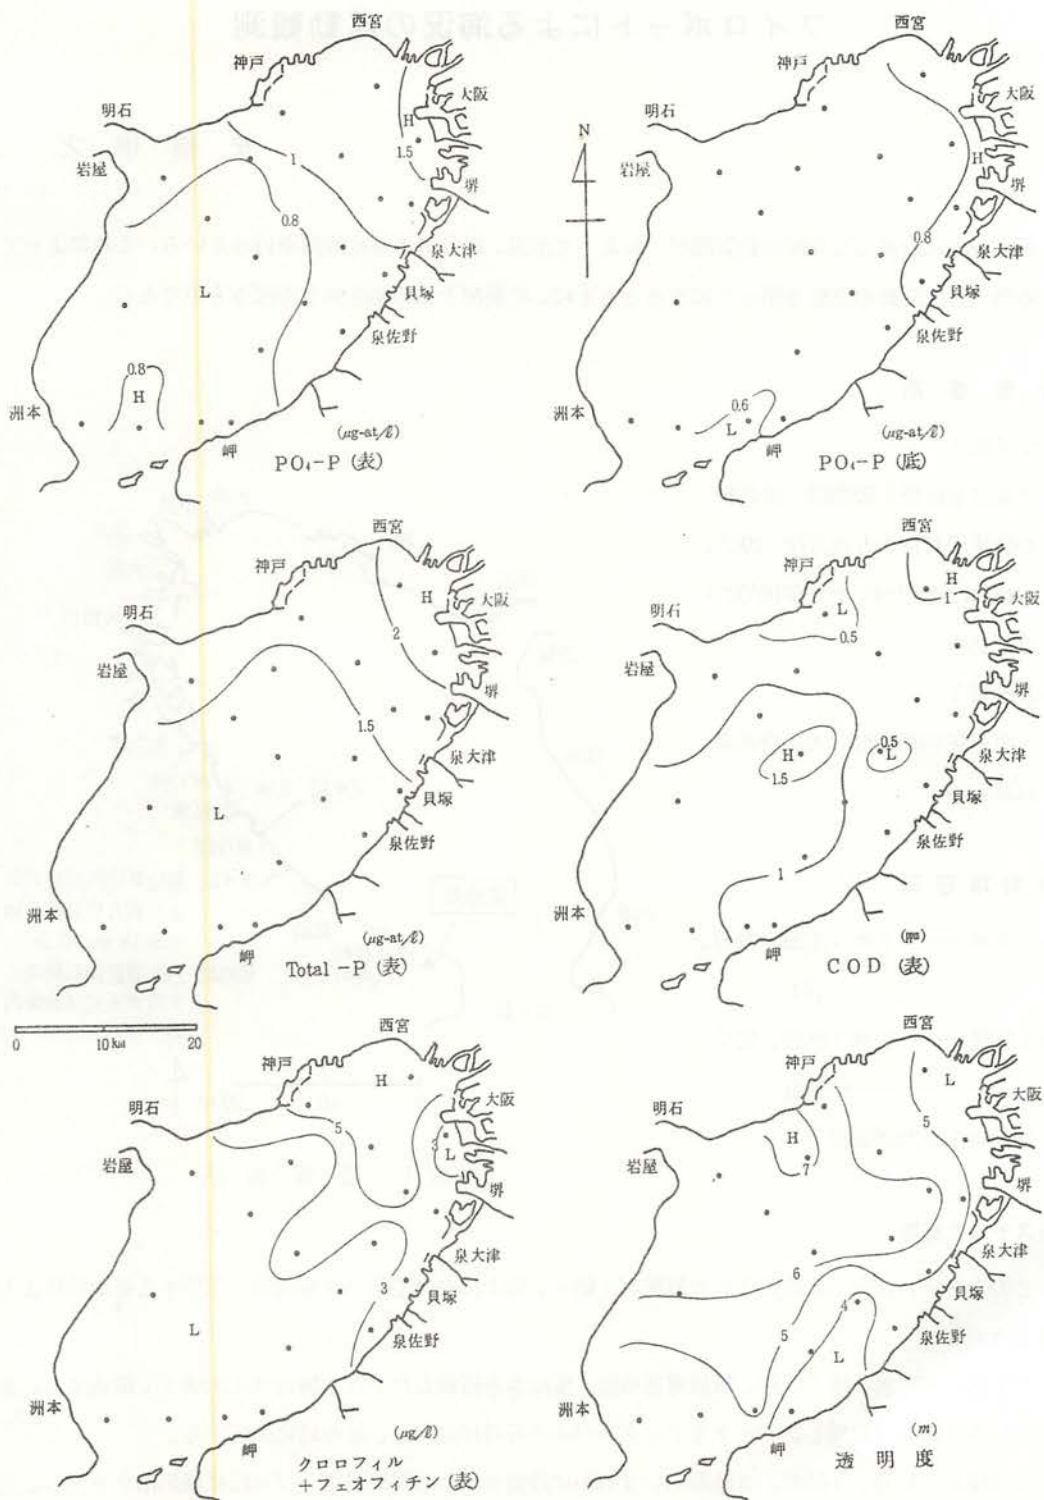 西宮
神戸
明石
大阪
H
岩屋
1
1.5
堺
0.8
泉大津
L
貝塚
泉佐野
0.8
H
洲本
岬
(μg-at/ℓ)
PO₄-P (表)
N
西宮
神戸
明石
大阪
岩屋
H
堺
0.8
泉大津
貝塚
泉佐野
0.6
洲本
L
岬
(μg-at/ℓ)
PO₄-P (底)
西宮
神戸
H
大阪
明石
2
岩屋
堺
1.5
泉大津
貝塚
L
泉佐野
洲本
岬
(μg-at/ℓ)
Total-P (表)
0 10km 20
西宮
神戸
H
L
1
大阪
明石
0.5
岩屋
堺
0.5
H
L
泉大津
1.5
貝塚
泉佐野
1
洲本
岬
(ppm)
COD (表)
西宮
神戸
H
大阪
明石
5
3
L
岩屋
堺
泉大津
3
貝塚
L
泉佐野
洲本
岬
(μg/ℓ)
クロロフィル
+フェオフィチン (表)
西宮
神戸
L
大阪
明石
5
H
岩屋
7
堺
泉大津
6
貝塚
4
5
泉佐野
L
洲本
岬
(m)
透明度